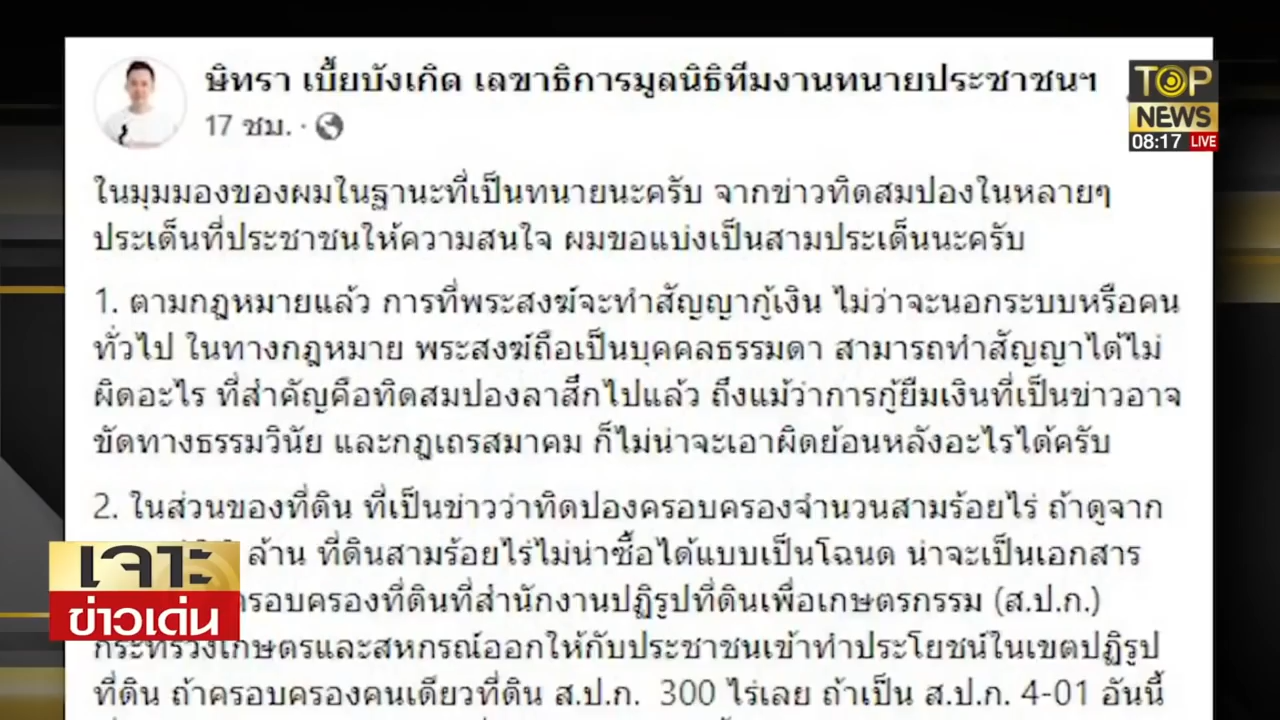 ษิทรา เบี้ยบังเกิด เลขาธิการมูลนิธิทีมงานทนายประชาชนฯ
17 ชม. ·
TOP
NEWS
08:17 LIVE
ในมุมมองของผมในฐานะที่เป็นทนายนะครับ จากข่าวทิดสมปองในหลายๆ
ประเด็นที่ประชาชนให้ความสนใจ ผมขอแบ่งเป็นสามประเด็นนะครับ
1. ตามกฎหมายแล้ว การที่พระสงฆ์จะทำสัญญากู้เงิน ไม่ว่าจะนอกระบบหรือคน
ทั่วไป ในทางกฎหมาย พระสงฆ์ถือเป็นบุคคลธรรมดา สามารถทำสัญญาได้ไม่
ผิดอะไร ที่สำคัญคือทิดสมปองลาสึกไปแล้ว ถึงแม้ว่าการกู้ยืมเงินที่เป็นข่าวอาจ
ขัดทางธรรมวินัย และกฎเถรสมาคม ก็ไม่น่าจะเอาผิดย้อนหลังอะไรได้ครับ
2. ในส่วนของที่ดิน ที่เป็นข่าวว่าทิดปองครอบครองจำนวนสามร้อยไร่ ถ้าดูจาก
ล้าน ที่ดินสามร้อยไร่ไม่น่าซื้อได้แบบเป็นโฉนด น่าจะเป็นเอกสาร
ครอบครองที่ดินที่สำนักงานปฏิรูปที่ดินเพื่อเกษตรกรรม (ส.ป.ก.)
กระทรวงเกษตรและสหกรณ์ออกให้กับประชาชนเข้าทำประโยชน์ในเขตปฏิรูป
ที่ดิน ถ้าครอบครองคนเดียวที่ดิน ส.ป.ก. 300 ไร่เลย ถ้าเป็น ส.ป.ก. 4-01 อันนี้
เจาะ
ข่าวเด่น